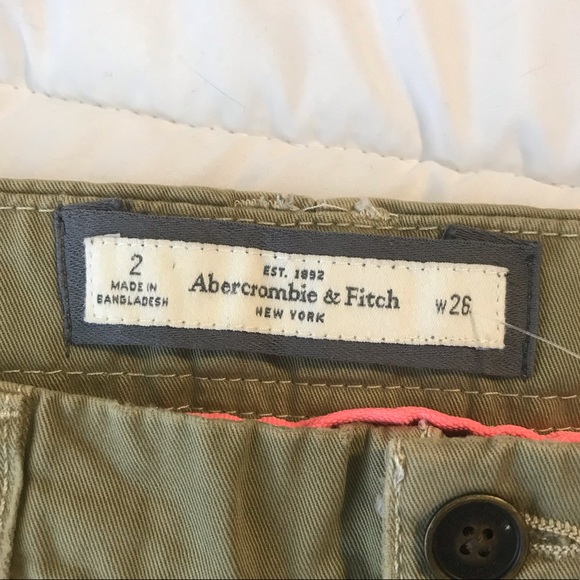 2
MADE IN
BANGLADESH
EST. 1892
Abercrombie & Fitch
NEW YORK
W26